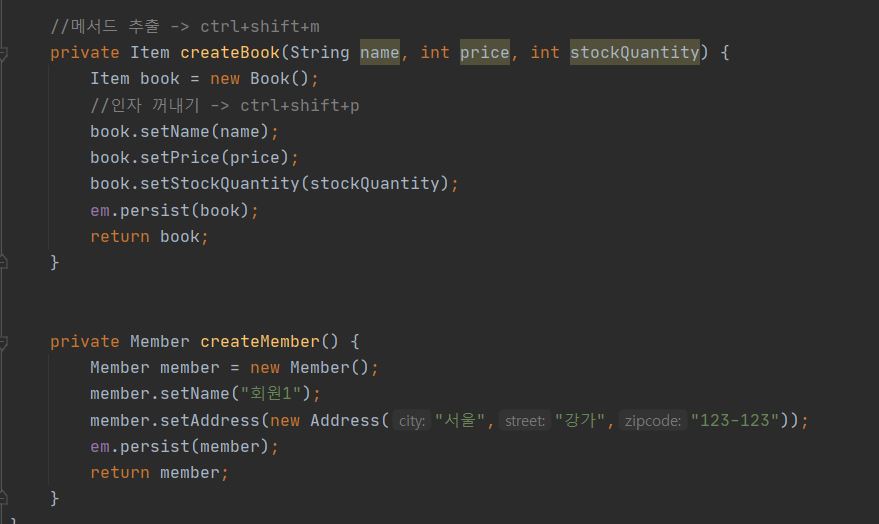 //메서드 추출 -> ctrl+shift+m
private Item createBook(String name, int price, int stockQuantity) {
Item book = new Book();
//인자 꺼내기 -> ctrl+shift+p
book.setName(name);
book.setPrice(price);
book.setStockQuantity(stockQuantity);
em.persist(book);
return book;
}
private Member createMember() {
Member member = new Member();
member.setName("회원1");
member.setAddress(new Address( city: "서울", street: "강가", zipcode: "123-123"));
em.persist(member);
return member;
}
}